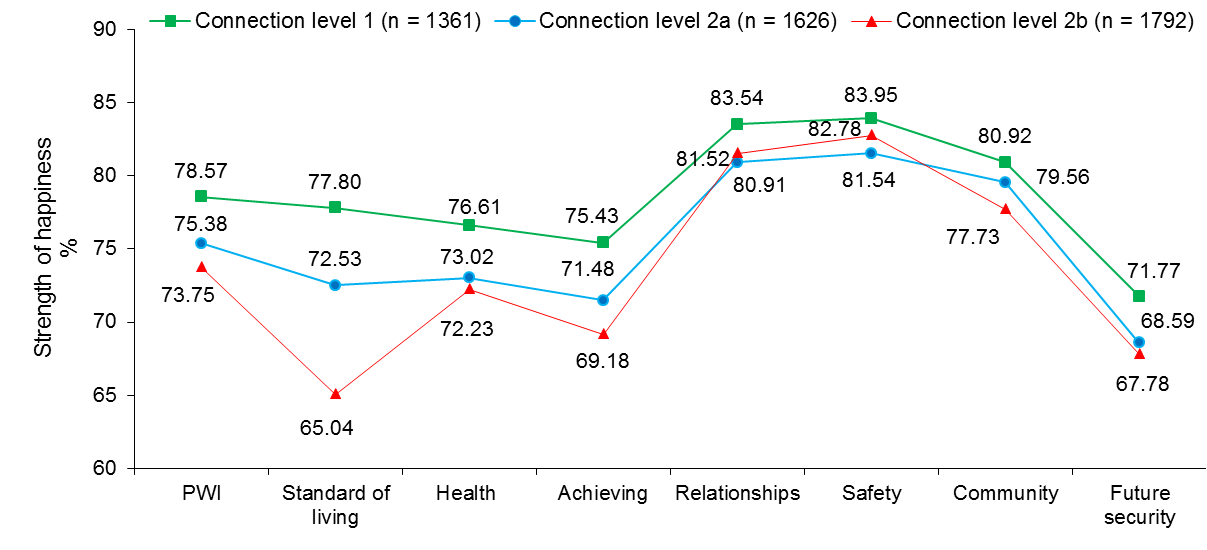 Connection level 1 (n = 1361) Connection level 2a (n = 1626) Connection level 2b (n = 1792)
90
85
80
75
70
65
60
Strength of happiness
%
78.57
77.80
76.61
75.43
83.54
83.95
80.92
71.77
75.38
72.53
73.02
71.48
80.91
81.54
79.56
68.59
73.75
65.04
72.23
69.18
81.52
82.78
77.73
67.78
PWI
Standard of
living
Health
Achieving
Relationships
Safety
Community
Future
security